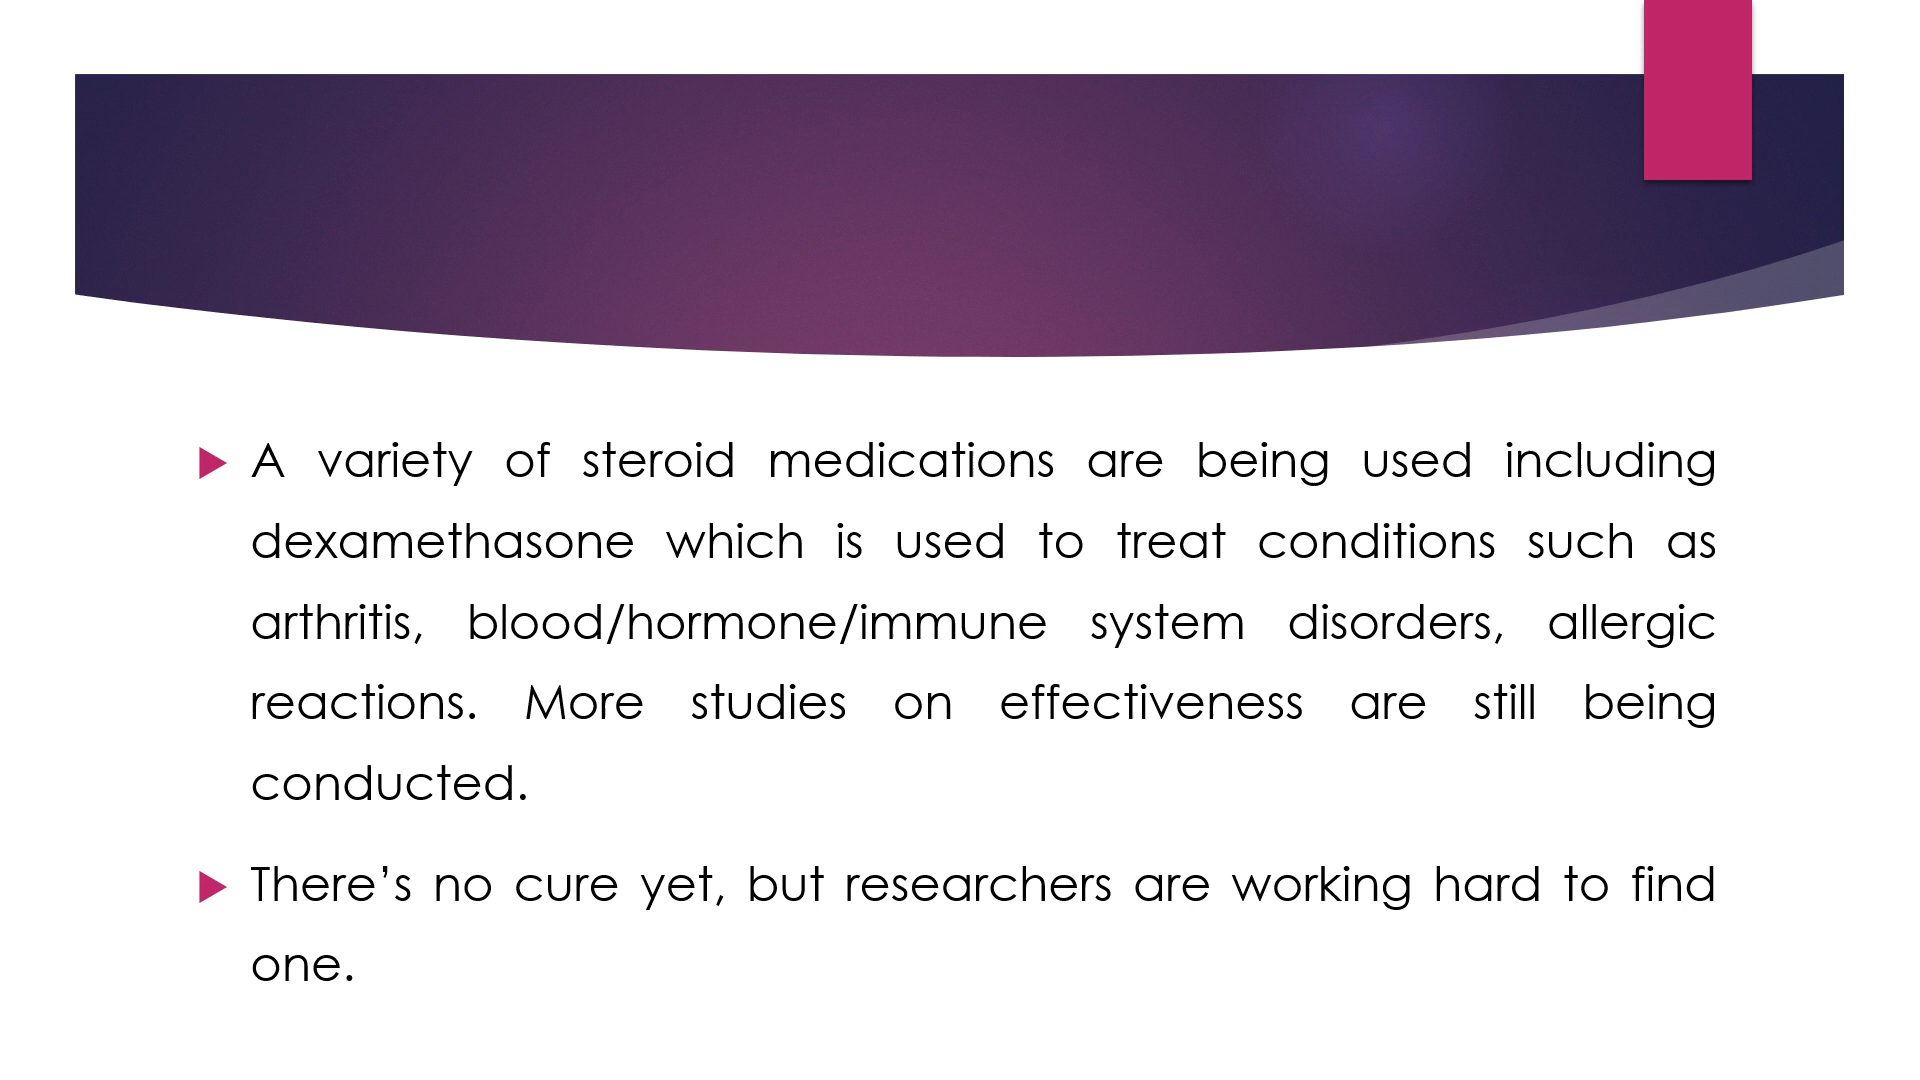 A variety of steroid medications are being used including
dexamethasone which is used to treat conditions such as
arthritis, blood/hormone/immune system disorders, allergic
reactions. More studies on effectiveness are still being
conducted.
There’s no cure yet, but researchers are working hard to find
one.